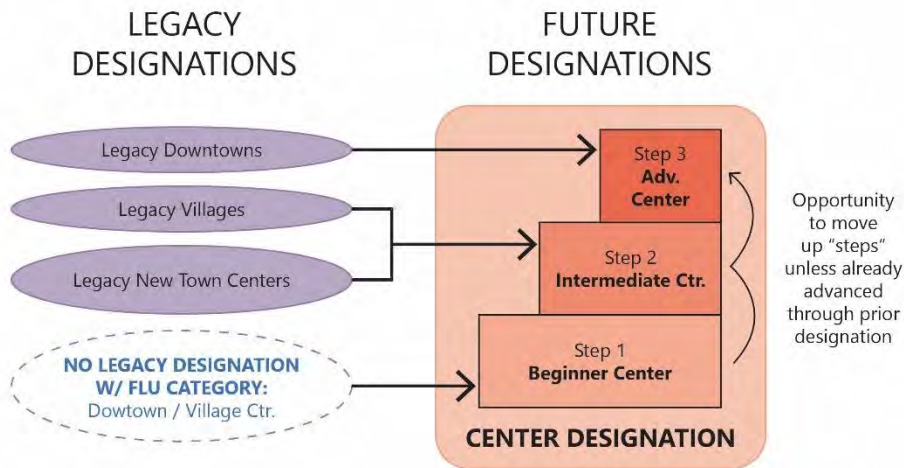 LEGACY
DESIGNATIONS
FUTURE
DESIGNATIONS
Legacy Downtowns
Legacy Villages
Legacy New Town Centers
NO LEGACY DESIGNATION
W/ FLU CATEGORY:
Dowtown / Village Ctr.
Step 3
Adv.
Center
Step 2
Intermediate Ctr.
Step 1
Beginner Center
CENTER DESIGNATION
Opportunity
to move
up “steps”
unless already
advanced
through prior
designation